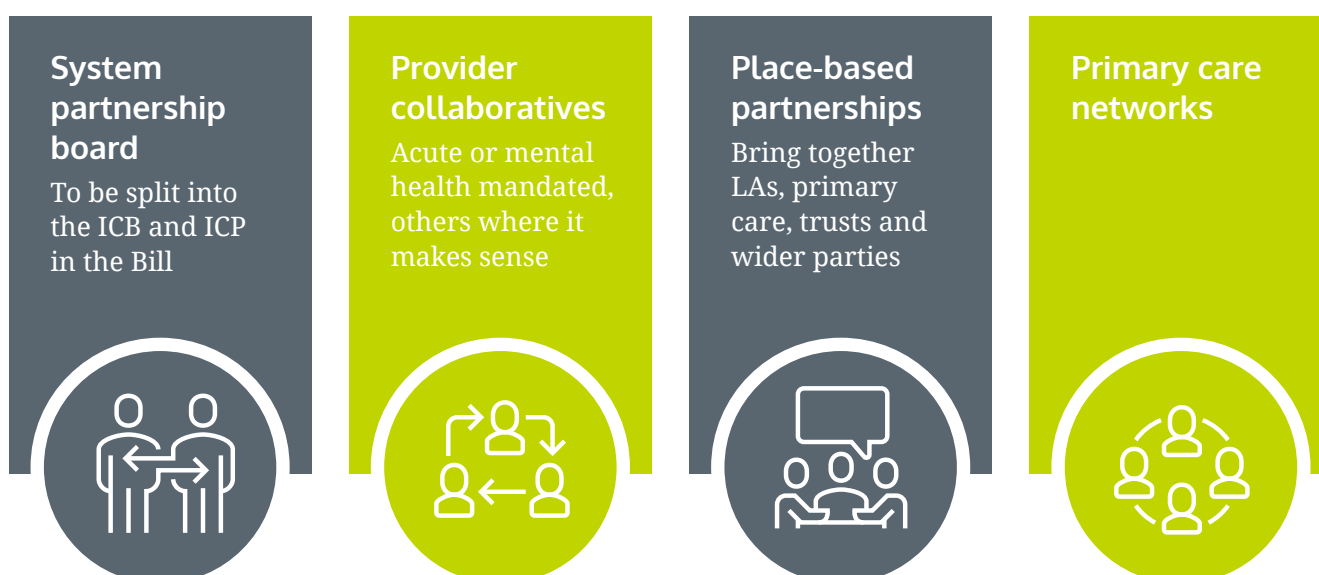 System
partnership
board
To be split into
the ICB and ICP
in the Bill
Provider
collaboratives
Acute or mental
health mandated,
others where it
makes sense
Place-based
partnerships
Bring together
LAs, primary
care, trusts and
wider parties
Primary care
networks